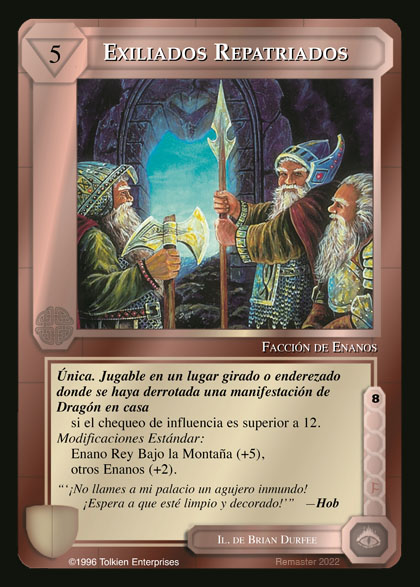 5
EXILIADOS REPATRIADOS
FACCIÓN DE ENANOS
Única. Jugable en un lugar girado o enderezado
donde se haya derrotada una manifestación de
Dragón en casa
si el chequeo de influencia es superior a 12.
Modificaciones Estándar:
Enano Rey Bajo la Montaña (+5),
otros Enanos (+2).
“‘¡No llames a mi palacio un agujero inmundo!
¡Espera a que esté limpio y decorado!’” —Hob
8
IL. DE BRIAN DURFEE
©1996 Tolkien Enterprises
Remaster 2022